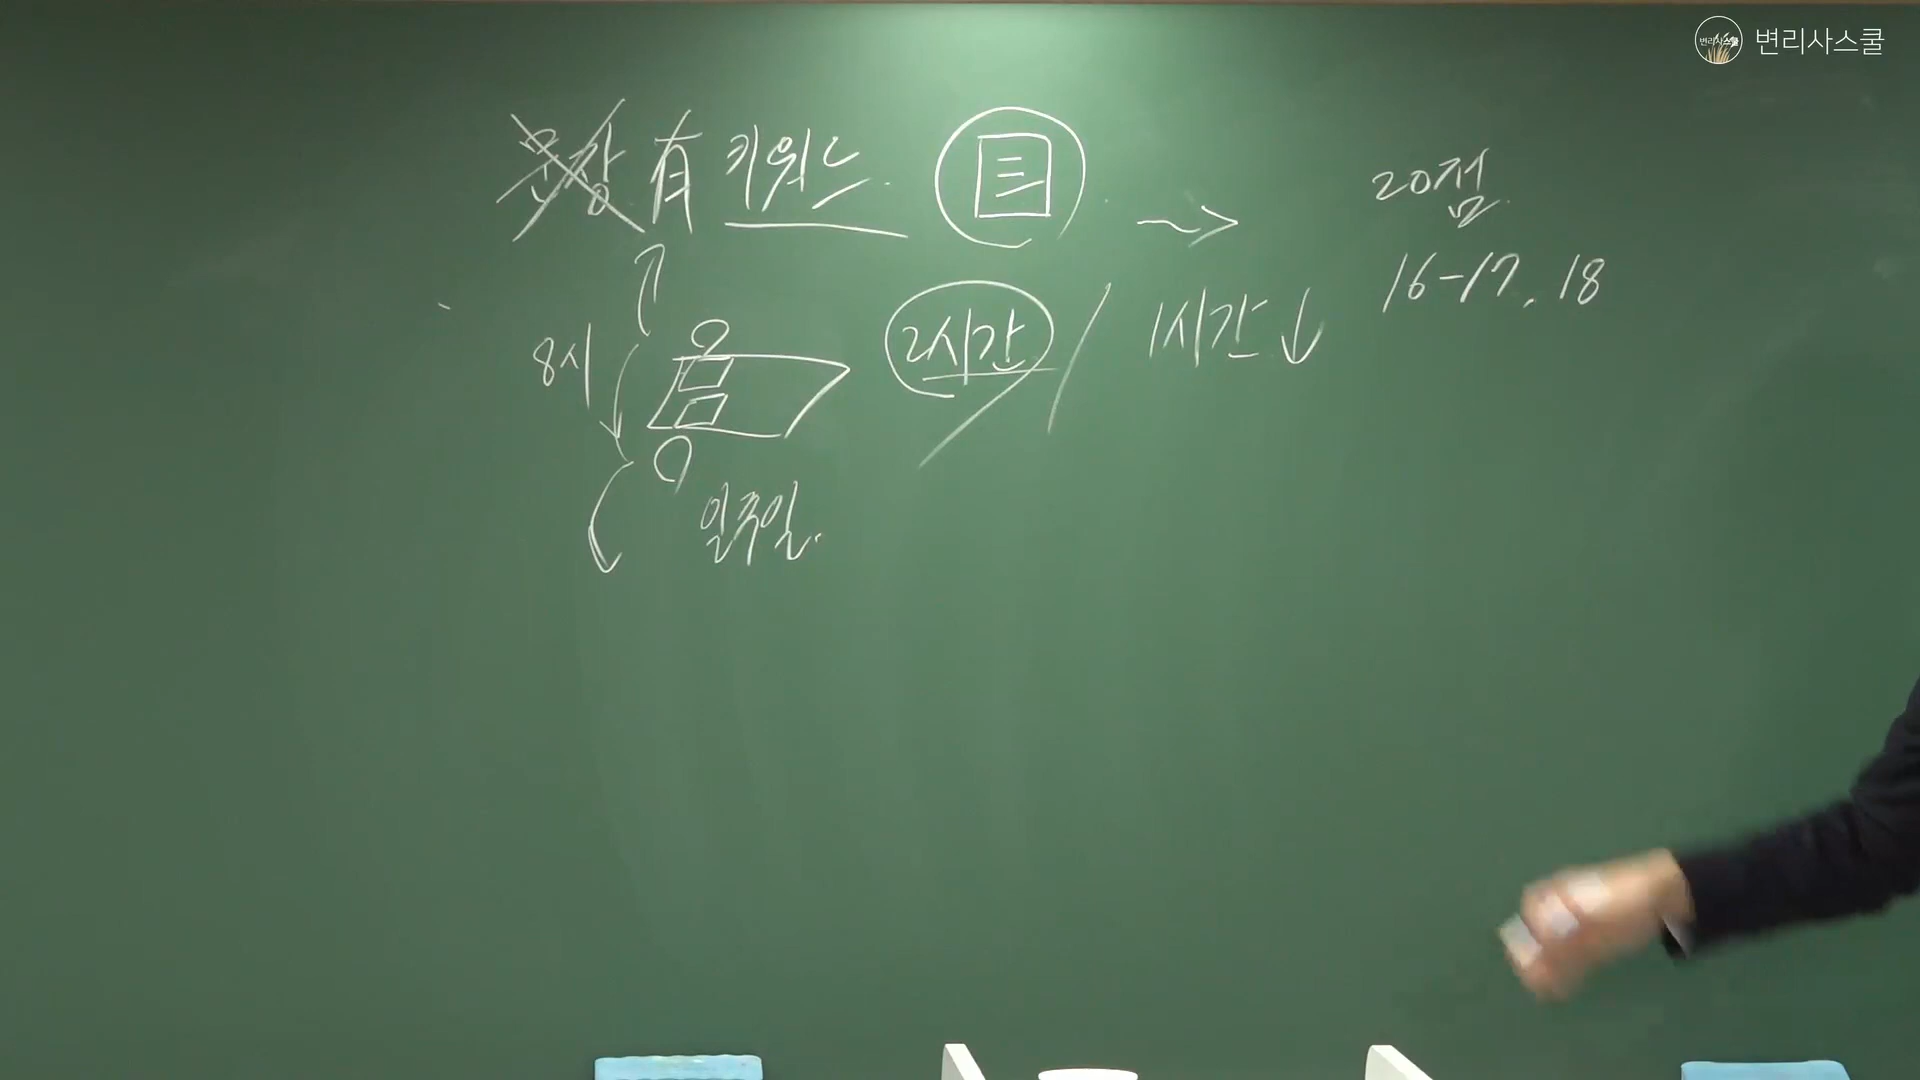 변리사스쿨
문장 有 키워드.
20점.
16-17, 18
8시
2시간 / 1시간↓
일주일.